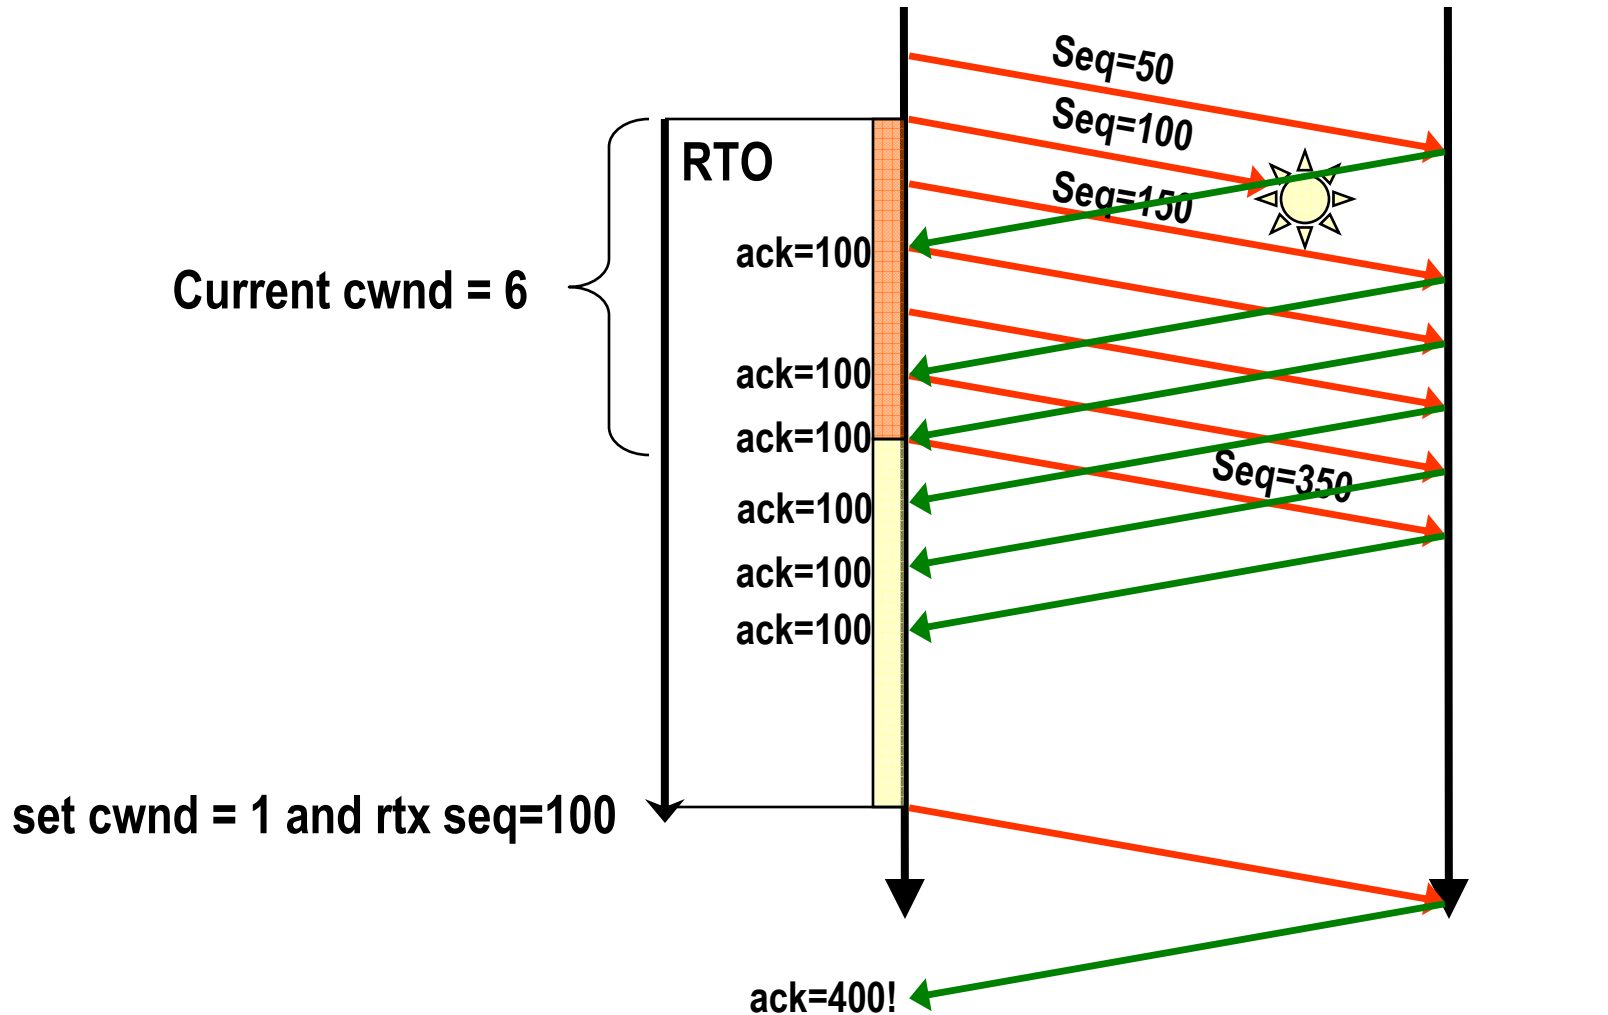 Seq=50
Seq=100
RTO
Seq=150
ack=100
Current cwnd = 6
ack=100
ack=100
Seq=350
ack=100
ack=100
ack=100
set cwnd = 1 and rtx seq=100
ack=400!